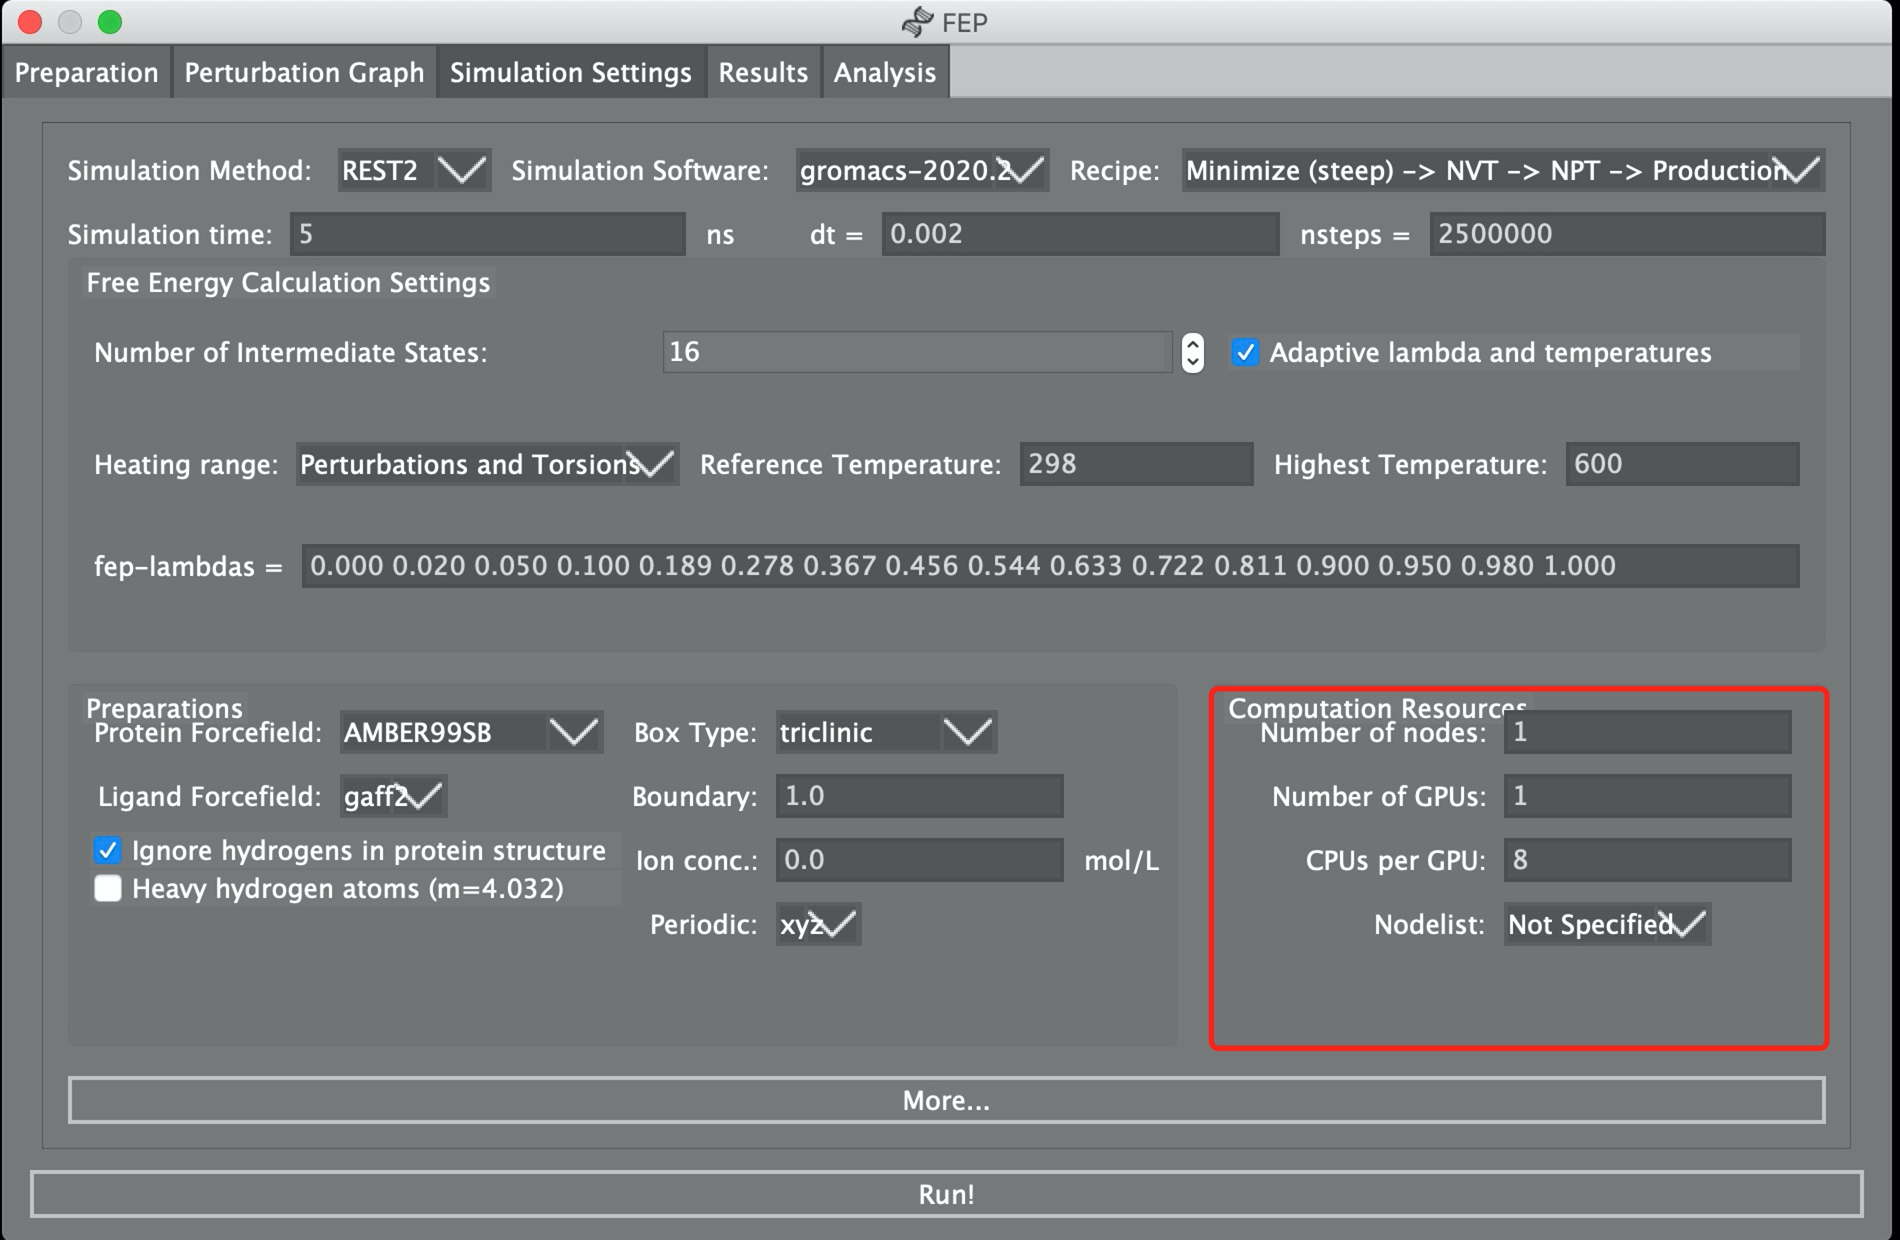 FEP
Preparation Perturbation Graph Simulation Settings Results Analysis
Simulation Method: REST2 Simulation Software: gromacs-2020.2 Recipe: Minimize (steep) -> NVT -> NPT -> Production
Simulation time: 5 ns dt = 0.002 nsteps = 2500000
Free Energy Calculation Settings
Number of Intermediate States: 16 Adaptive lambda and temperatures
Heating range: Perturbations and Torsions Reference Temperature: 298 Highest Temperature: 600
fep-lambdas = 0.000 0.020 0.050 0.100 0.189 0.278 0.367 0.456 0.544 0.633 0.722 0.811 0.900 0.950 0.980 1.000
Preparations
Protein Forcefield: AMBER99SB Box Type: triclinic
Ligand Forcefield: gaff2 Boundary: 1.0
Ignore hydrogens in protein structure Ion conc.: 0.0 mol/L
Heavy hydrogen atoms (m=4.032)
Periodic: xyz
Computation Resources
Number of nodes: 1
Number of GPUs: 1
CPUs per GPU: 8
Nodelist: Not Specified
More...
Run!